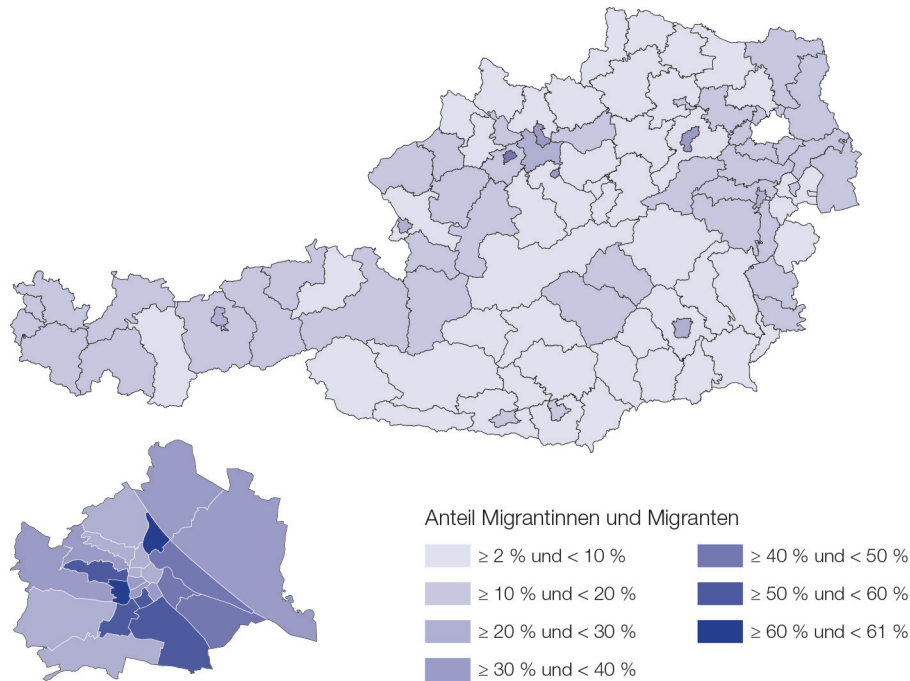 Anteil Migrantinnen und Migranten
≥ 2 % und < 10 %
≥ 10 % und < 20 %
≥ 20 % und < 30 %
≥ 30 % und < 40 %
≥ 40 % und < 50 %
≥ 50 % und < 60 %
≥ 60 % und < 61 %